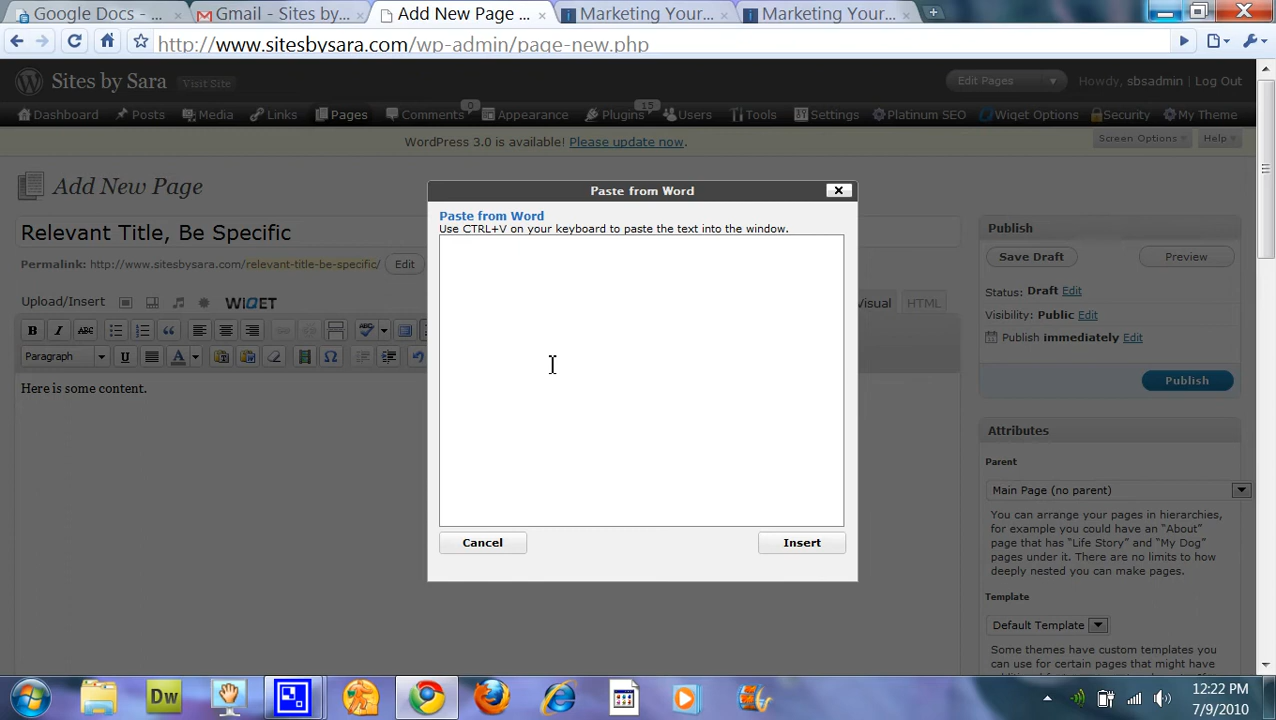 Google Docs - ...
Gmail - Sites by...
Add New Page ...
Marketing Your...
Marketing Your...
http://www.sitesbysara.com/wp-admin/page-new.php
Sites by Sara
Visit Site
Edit Pages
Howdy, sbsadmin | Log Out
Dashboard
Posts
Media
Links
Pages
Comments 0
Appearance
Plugins 15
Users
Tools
Settings
Platinum SEO
Wiqet Options
Security
My Theme
WordPress 3.0 is available! Please update now.
Screen Options
Help
Add New Page
Relevant Title, Be Specific
Permalink: http://www.sitesbysara.com/relevant-title-be-specific/ Edit
Upload/Insert
WIQET
Visual
HTML
B I ABC
ABC
Paragraph
U
A
Ω
Here is some content.
Paste from Word
Paste from Word
Use CTRL+V on your keyboard to paste the text into the window.
Cancel
Insert
Publish
Save Draft
Preview
Status: Draft Edit
Visibility: Public Edit
Publish immediately Edit
Publish
Attributes
Parent
Main Page (no parent)
You can arrange your pages in hierarchies,
for example you could have an "About"
page that has "Life Story" and "My Dog"
pages under it. There are no limits to how
deeply nested you can make pages.
Template
Default Template
Some themes have custom templates you
can use for certain pages that might have
Dw
12:22 PM
7/9/2010